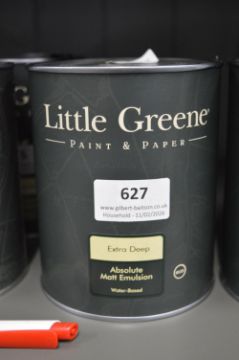 Little Greene
PAINT & PAPER
627
www.gilbert-baitson.co.uk
Household - 11/02/2026
Extra Deep
Absolute
Matt Emulsion
Water-Based